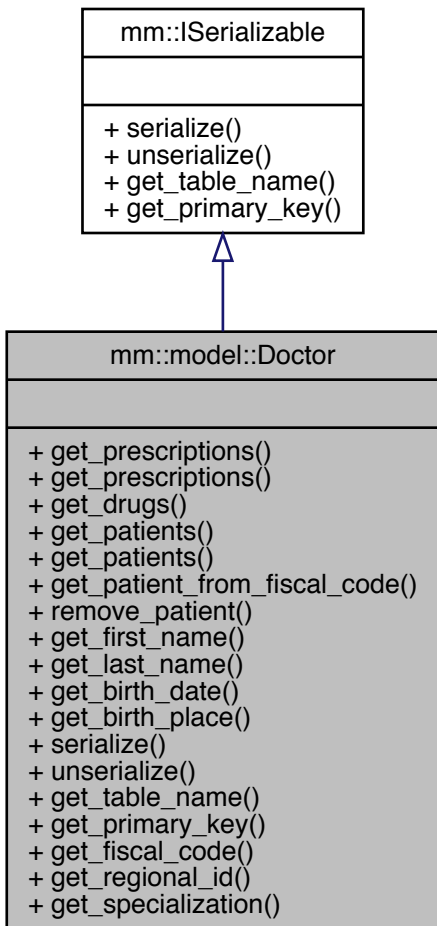 mm::ISerializable
+ serialize()
+ unserialize()
+ get_table_name()
+ get_primary_key()
mm::model::Doctor
+ get_prescriptions()
+ get_prescriptions()
+ get_drugs()
+ get_patients()
+ get_patients()
+ get_patient_from_fiscal_code()
+ remove_patient()
+ get_first_name()
+ get_last_name()
+ get_birth_date()
+ get_birth_place()
+ serialize()
+ unserialize()
+ get_table_name()
+ get_primary_key()
+ get_fiscal_code()
+ get_regional_id()
+ get_specialization()